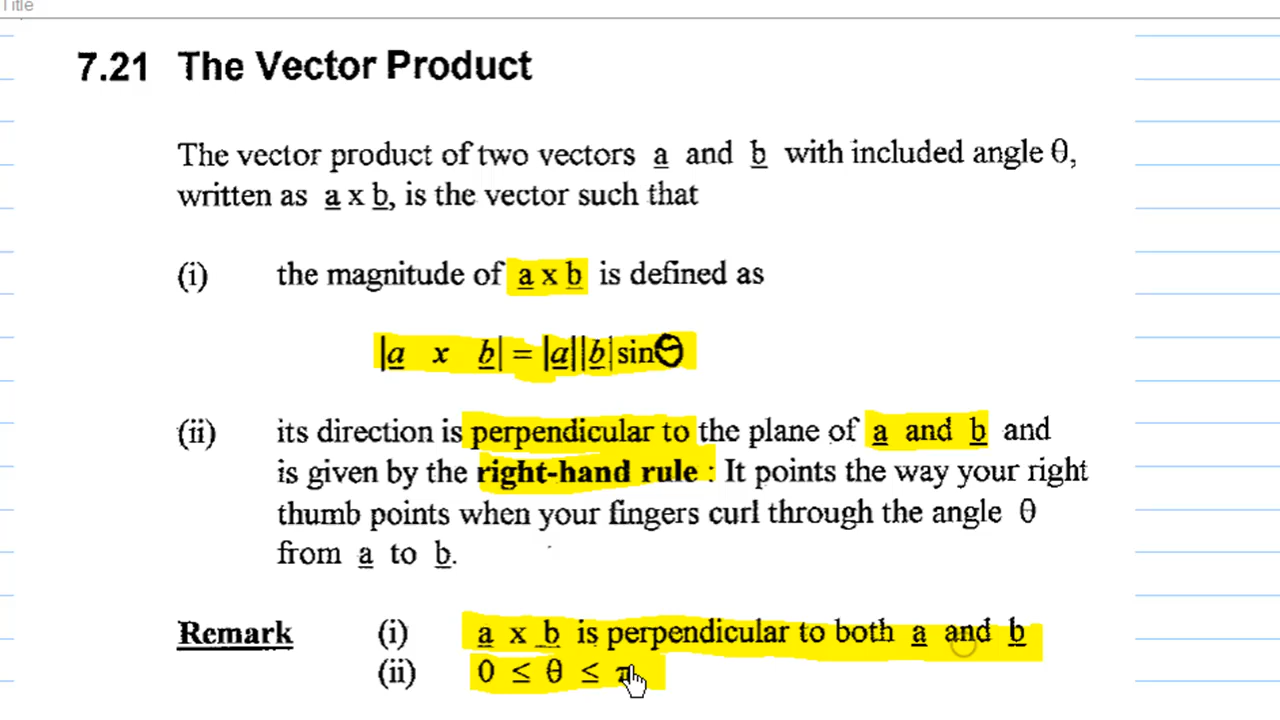 Title
7.21 The Vector Product
The vector product of two vectors a and b with included angle θ,
written as a x b, is the vector such that
(i) the magnitude of a x b is defined as
|a x b| = |a||b| sinΘ
(ii) its direction is perpendicular to the plane of a and b and
is given by the right-hand rule : It points the way your right
thumb points when your fingers curl through the angle θ
from a to b.
Remark (i) a x b is perpendicular to both a and b
(ii) 0 ≤ θ ≤ π